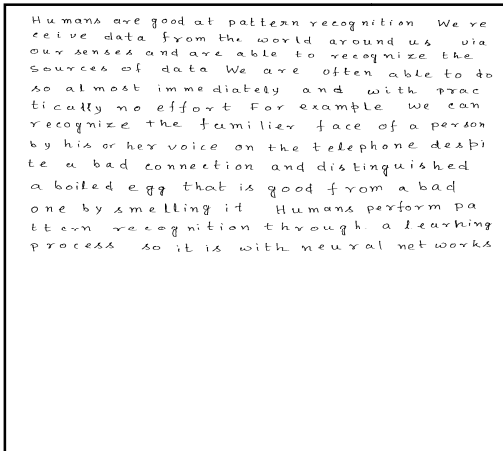 Humans are good at pattern recognition We re
ceive data from the world around us via
our senses and are able to recognize the
sources of data We are often able to do
so almost immediately and with prac
tically no effort For example we can
recognize the familier face of a person
by his or her voice on the telephone despi
te a bad connection and distinguished
a boiled egg that is good from a bad
one by smelling it Humans perform pa
ttern recognition through a learning
process so it is with neural networks